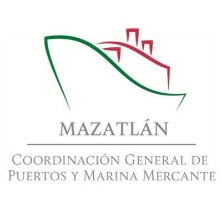 MAZATLÁN
COORDINACIÓN GENERAL DE
PUERTOS Y MARINA MERCANTE